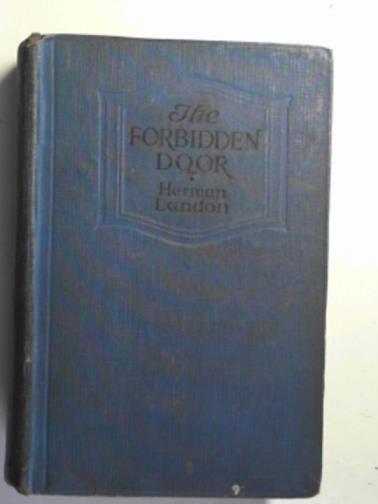 The
FORBIDDEN
DOOR
Herman
Landon